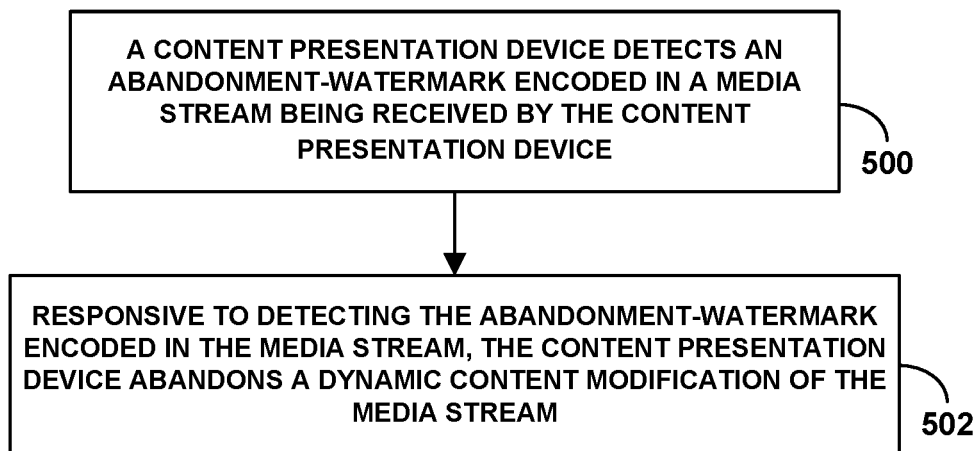 A CONTENT PRESENTATION DEVICE DETECTS AN
ABANDONMENT-WATERMARK ENCODED IN A MEDIA
STREAM BEING RECEIVED BY THE CONTENT
PRESENTATION DEVICE
500
RESPONSIVE TO DETECTING THE ABANDONMENT-WATERMARK
ENCODED IN THE MEDIA STREAM, THE CONTENT PRESENTATION
DEVICE ABANDONS A DYNAMIC CONTENT MODIFICATION OF THE
MEDIA STREAM
502